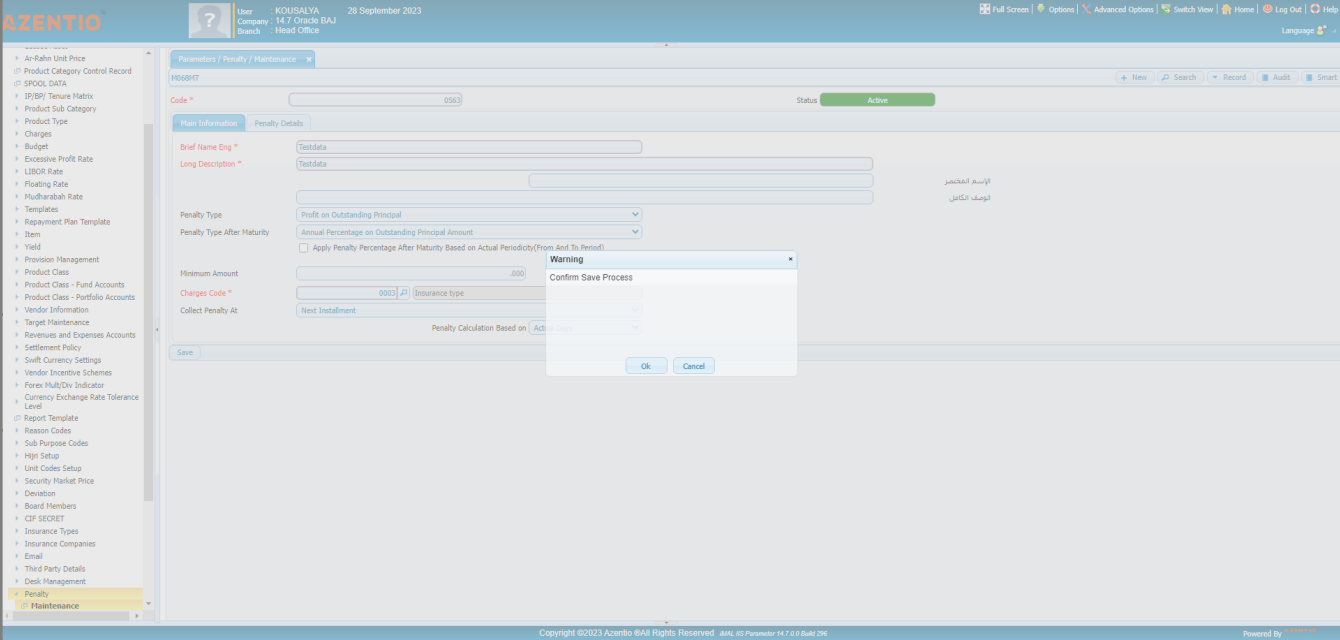 AZENTIO
?
User : KOUSALYA 28 September 2023
Company : 14.7 Oracle BAJ
Branch : Head Office
Full Screen | Options | Advanced Options | Switch View | Home | Log Out | Help
Language
Ar-Rahn Unit Price
Product Category Control Record
SPOOL DATA
IP/BP/ Tenure Matrix
Product Sub Category
Product Type
Charges
Budget
Excessive Profit Rate
LIBOR Rate
Floating Rate
Mudharabah Rate
Templates
Repayment Plan Template
Item
Yield
Provision Management
Product Class
Product Class - Fund Accounts
Product Class - Portfolio Accounts
Vendor Information
Target Maintenance
Revenues and Expenses Accounts
Settlement Policy
Swift Currency Settings
Vendor Incentive Schemes
Forex Mult/Div Indicator
Currency Exchange Rate Tolerance
Level
Report Template
Reason Codes
Sub Purpose Codes
Hijri Setup
Unit Codes Setup
Security Market Price
Deviation
Board Members
CIF SECRET
Insurance Types
Insurance Companies
Email
Third Party Details
Desk Management
Penalty
Maintenance
Parameters / Penalty / Maintenance ×
M068MT
+ New Search Record Audit Smart
Code * 0563 Status Active
Main Information Penalty Details
Brief Name Eng * Testdata
Long Description * Testdata
الإسم المختصر
الوصف الكامل
Penalty Type Profit on Outstanding Principal
Penalty Type After Maturity Annual Percentage on Outstanding Principal Amount
Apply Penalty Percentage After Maturity Based on Actual Periodicity(From And To Period)
Minimum Amount .000
Charges Code * 0003 Insurance type
Collect Penalty At Next Installment
Penalty Calculation Based on
Save
Warning ×
Confirm Save Process
Ok Cancel
Copyright ©2023 Azentio ®All Rights Reserved iMAL IIS Parameter 14.7.0.0 Build 296
Powered By